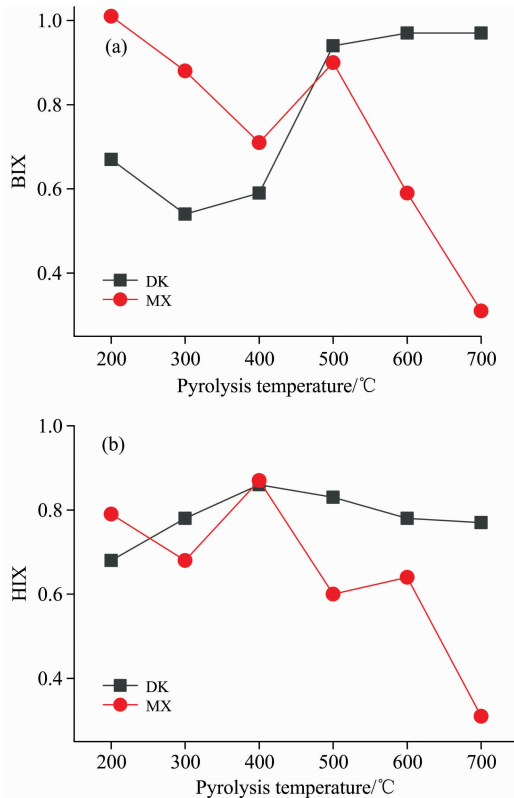 (a)
1.0
0.8
0.6
0.4
BIX
DK
MX
200 300 400 500 600 700
Pyrolysis temperature/℃
(b)
1.0
0.8
0.6
0.4
HIX
DK
MX
200 300 400 500 600 700
Pyrolysis temperature/℃